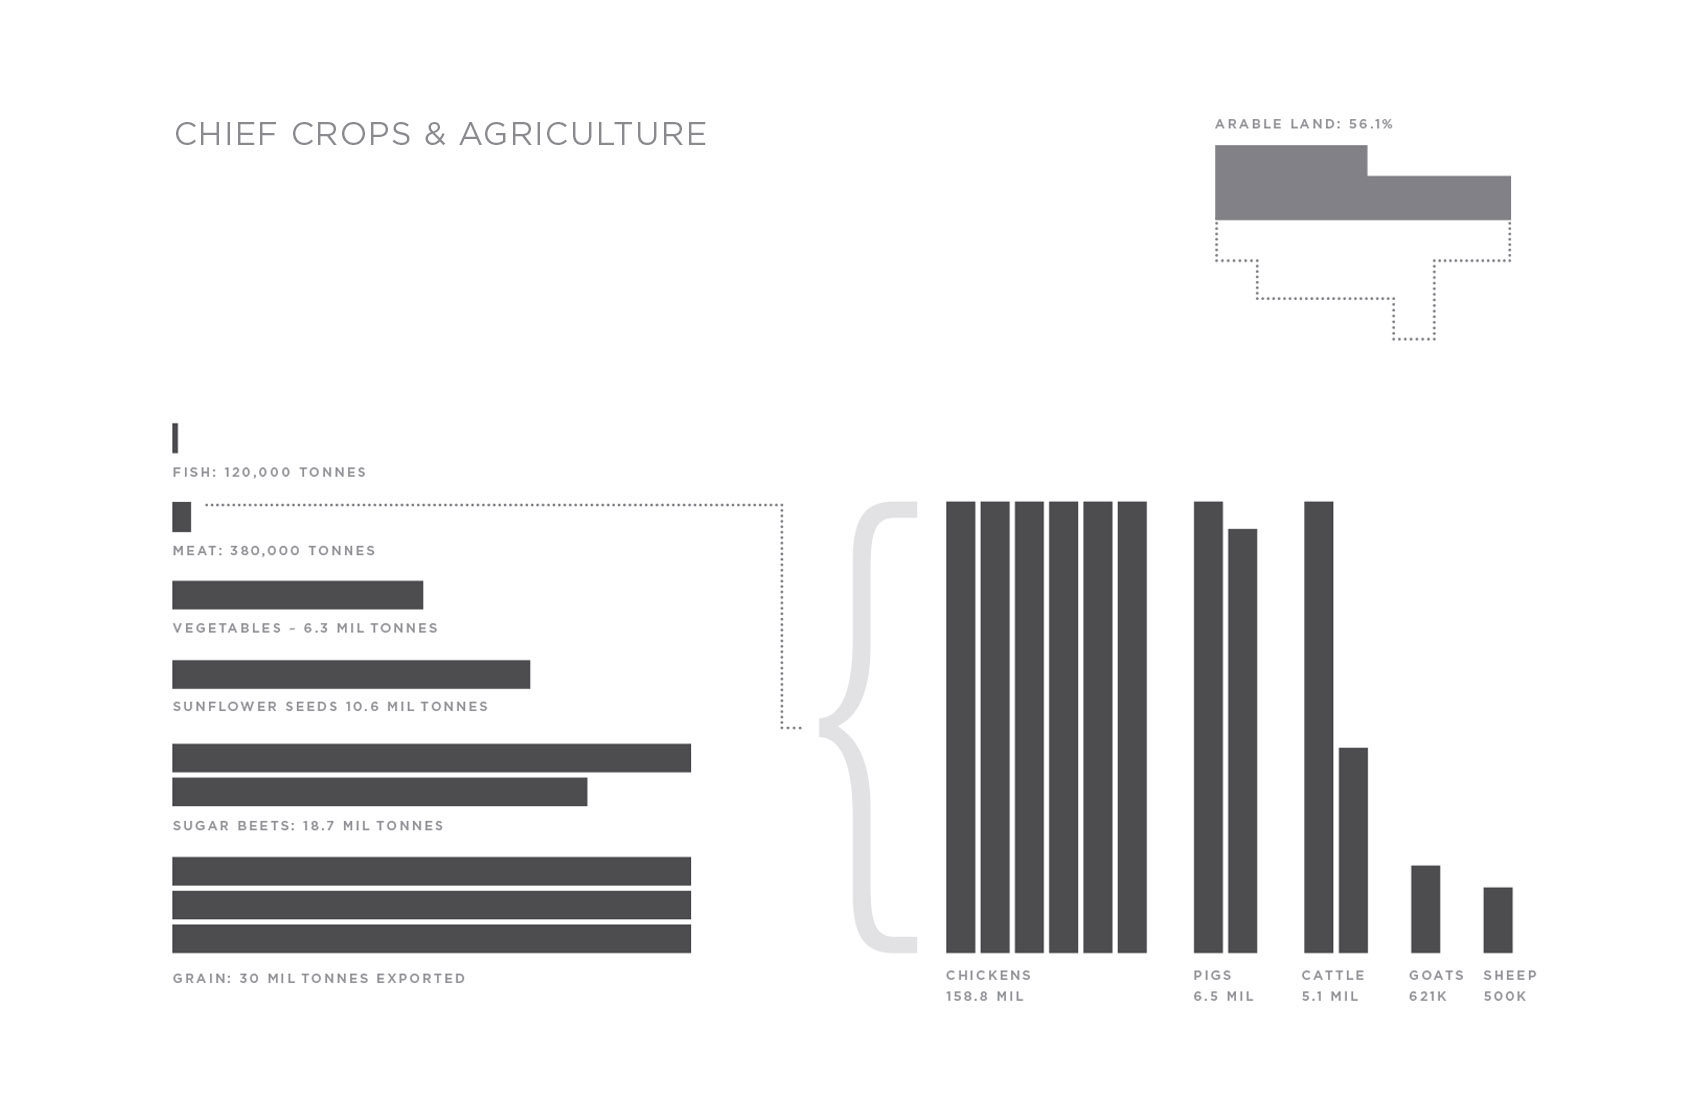 CHIEF CROPS & AGRICULTURE
ARABLE LAND: 56.1%
FISH: 120,000 TONNES
MEAT: 380,000 TONNES
VEGETABLES ~ 6.3 MIL TONNES
SUNFLOWER SEEDS 10.6 MIL TONNES
SUGAR BEETS: 18.7 MIL TONNES
GRAIN: 30 MIL TONNES EXPORTED
CHICKENS
158.8 MIL
PIGS
6.5 MIL
CATTLE
5.1 MIL
GOATS
621K
SHEEP
500K